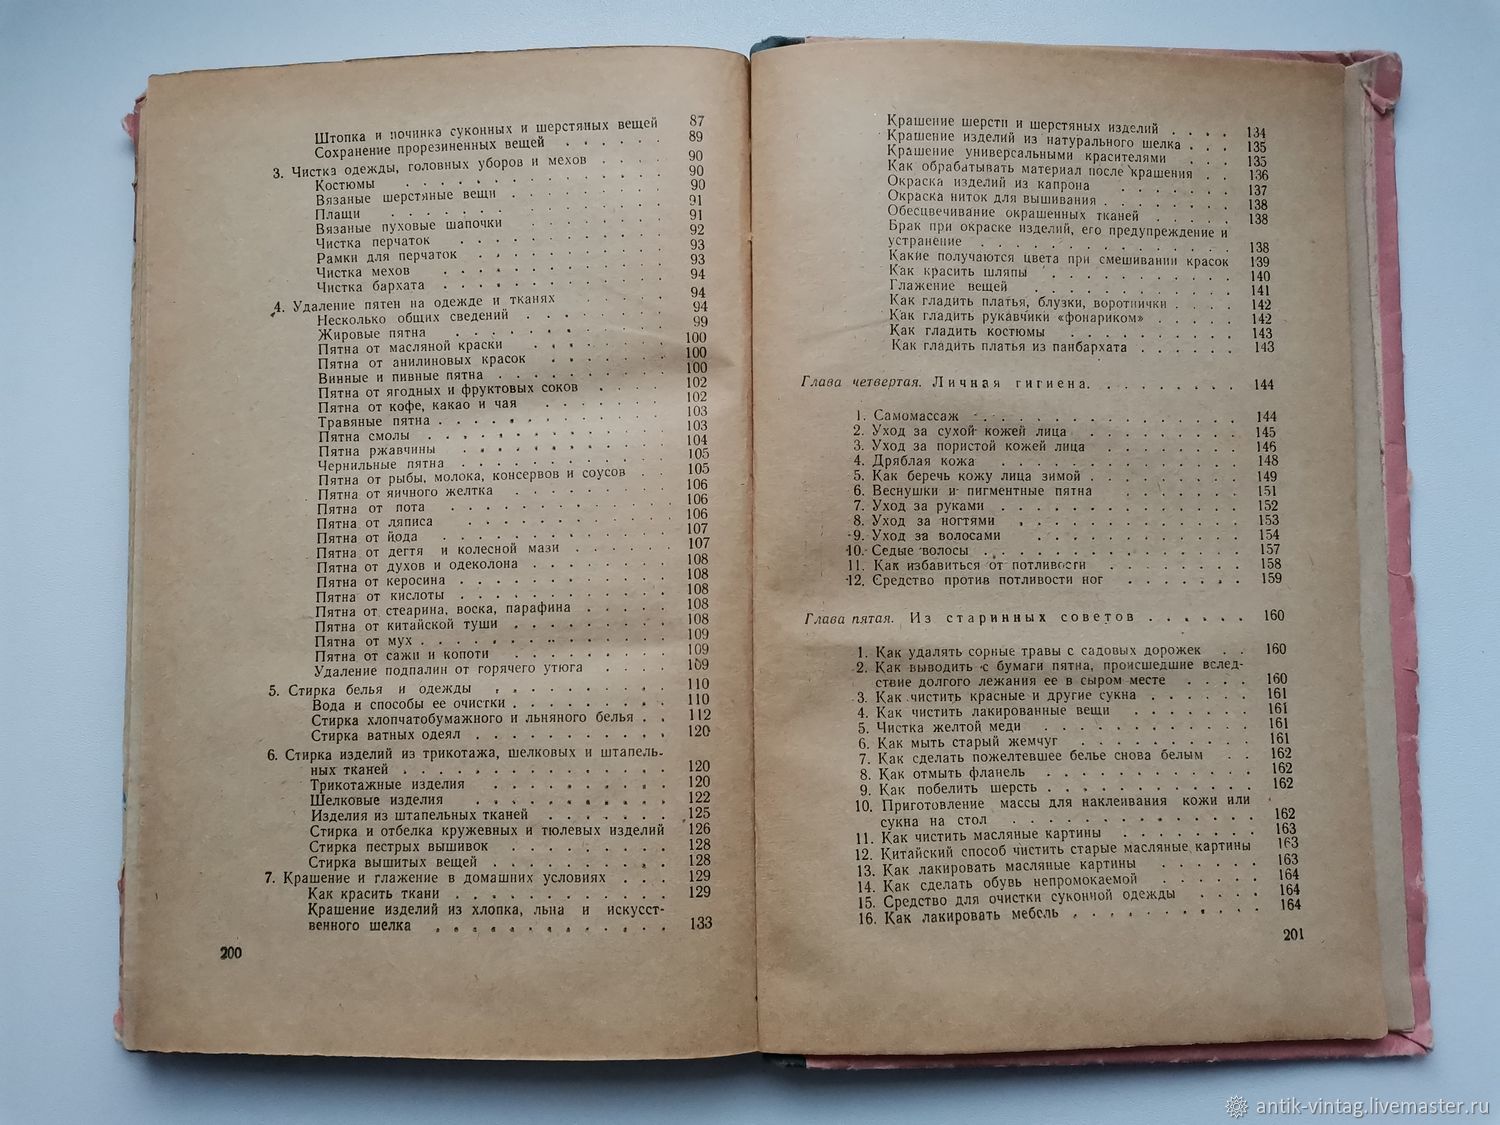 Штопка и починка суконных и шерстяных вещей 87
Сохранение прорезиненных вещей . . . . . . 89
3. Чистка одежды, головных уборов и мехов . . . . 90
Костюмы . . . . . . . . . . . . 90
Вязаные шерстяные вещи . . . . . . . . 90
Плащи . . . . . . . . . . . . 91
Вязаные пуховые шапочки . . . . . . . 91
Чистка перчаток . . . . . . . . . . 92
Рамки для перчаток . . . . . . . . . 93
Чистка мехов . . . . . . . . . . 93
Чистка бархата . . . . . . . . . . 94
4. Удаление пятен на одежде и тканях . . . . . 94
Несколько общих сведений . . . . . . . 94
Жировые пятна . . . . . . . . . . 99
Пятна от масляной краски . . . . . . . 100
Пятна от анилиновых красок . . . . . . 100
Винные и пивные пятна . . . . . . . . 100
Пятна от ягодных и фруктовых соков . . . . 102
Пятна от кофе, какао и чая . . . . . . 102
Травяные пятна . . . . . . . . . . 103
Пятна смолы . . . . . . . . . . . 103
Пятна ржавчины . . . . . . . . . . 104
Чернильные пятна . . . . . . . . . 105
Пятна от рыбы, молока, консервов и соусов . . 105
Пятна от яичного желтка . . . . . . . 106
Пятна от пота . . . . . . . . . . 106
Пятна от ляписа . . . . . . . . . 106
Пятна от йода . . . . . . . . . . 107
Пятна от дегтя и колесной мази . . . . . 107
Пятна от духов и одеколона . . . . . . 108
Пятна от керосина . . . . . . . . . 108
Пятна от кислоты . . . . . . . . . 108
Пятна от стеарина, воска, парафина . . . . . 108
Пятна от китайской туши . . . . . . . 108
Пятна от мух . . . . . . . . . . . 109
Пятна от сажи и копоти . . . . . . . . 109
Удаление подпалин от горячего утюга . . . . 109
5. Стирка белья и одежды . . . . . . . . . 110
Вода и способы ее очистки . . . . . . . . 110
Стирка хлопчатобумажного и льняного белья . . 112
Стирка ватных одеял . . . . . . . . . . 120
6. Стирка изделий из трикотажа, шелковых и штапель-
ных тканей . . . . . . . . . . . . . 120
Трикотажные изделия . . . . . . . . . 120
Шелковые изделия . . . . . . . . . . 122
Изделия из штапельных тканей . . . . . . 125
Стирка и отбелка кружевных и тюлевых изделий 126
Стирка пестрых вышивок . . . . . . . . 128
Стирка вышитых вещей . . . . . . . . . 128
7. Крашение и глажение в домашних условиях . . . 129
Как красить ткани . . . . . . . . . . . 129
Крашение изделий из хлопка, льна и искусст-
венного шелка . . . . . . . . . . . . 133
200
Крашение шерсти и шерстяных изделий . . . . 134
Крашение изделий из натурального шелка . . . 135
Крашение универсальными красителями . . . . 135
Как обрабатывать материал после крашения . . 136
Окраска изделий из капрона . . . . . . . 137
Окраска ниток для вышивания . . . . . . . . 138
Обесцвечивание окрашенных тканей . . . . . 138
Брак при окраске изделий, его предупреждение и
устранение . . . . . . . . . . . . . 138
Какие получаются цвета при смешивании красок 139
Как красить шляпы . . . . . . . . . . 140
Глажение вещей . . . . . . . . . . . 141
Как гладить платья, блузки, воротнички . . . . 142
Как гладить рукавчики «фонариком» . . . . . 142
Как гладить костюмы . . . . . . . . . 143
Как гладить платья из панбархата . . . . . . 143
Глава четвертая. Личная гигиена. . . . . . . . . 144
1. Самомассаж . . . . . . . . . . . . . 144
2. Уход за сухой кожей лица . . . . . . . . . 145
3. Уход за пористой кожей лица . . . . . . . . 146
4. Дряблая кожа . . . . . . . . . . . . 148
5. Как беречь кожу лица зимой . . . . . . . . . 149
6. Веснушки и пигментные пятна . . . . . . . 151
7. Уход за руками . . . . . . . . . . . . 152
8. Уход за ногтями . . . . . . . . . . . 153
9. Уход за волосами . . . . . . . . . . . 154
10. Седые волосы . . . . . . . . . . . . . 157
11. Как избавиться от потливости . . . . . . . 158
12. Средство против потливости ног . . . . . . 159
Глава пятая. Из старинных советов . . . . . . 160
1. Как удалять сорные травы с садовых дорожек . . 160
2. Как выводить с бумаги пятна, происшедшие вслед-
ствие долгого лежания ее в сыром месте . . . . 160
3. Как чистить красные и другие сукна . . . . . . 161
4. Как чистить лакированные вещи . . . . . . . 161
5. Чистка желтой меди . . . . . . . . . . 161
6. Как мыть старый жемчуг . . . . . . . . . 161
7. Как сделать пожелтевшее белье снова белым . . 162
8. Как отмыть фланель . . . . . . . . . . 162
9. Как побелить шерсть . . . . . . . . . . . 162
10. Приготовление массы для наклеивания кожи или
сукна на стол . . . . . . . . . . . . 162
11. Как чистить масляные картины . . . . . . . 163
12. Китайский способ чистить старые масляные картины 163
13. Как лакировать масляные картины . . . . . . 163
14. Как сделать обувь непромокаемой . . . . . . 164
15. Средство для очистки суконной одежды . . . . 164
16. Как лакировать мебель . . . . . . . . . . 164
201
antik-vintag.livemaster.ru